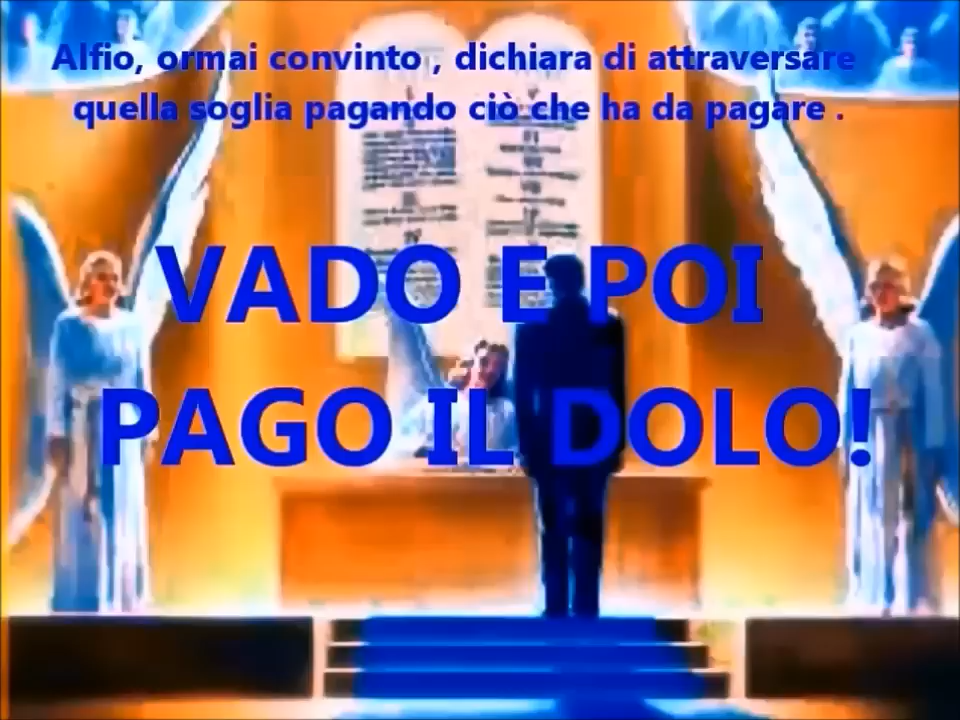 Alfio, ormai convinto , dichiara di attraversare
quella soglia pagando ciò che ha da pagare .
VADO E POI
PAGO IL DOLO!